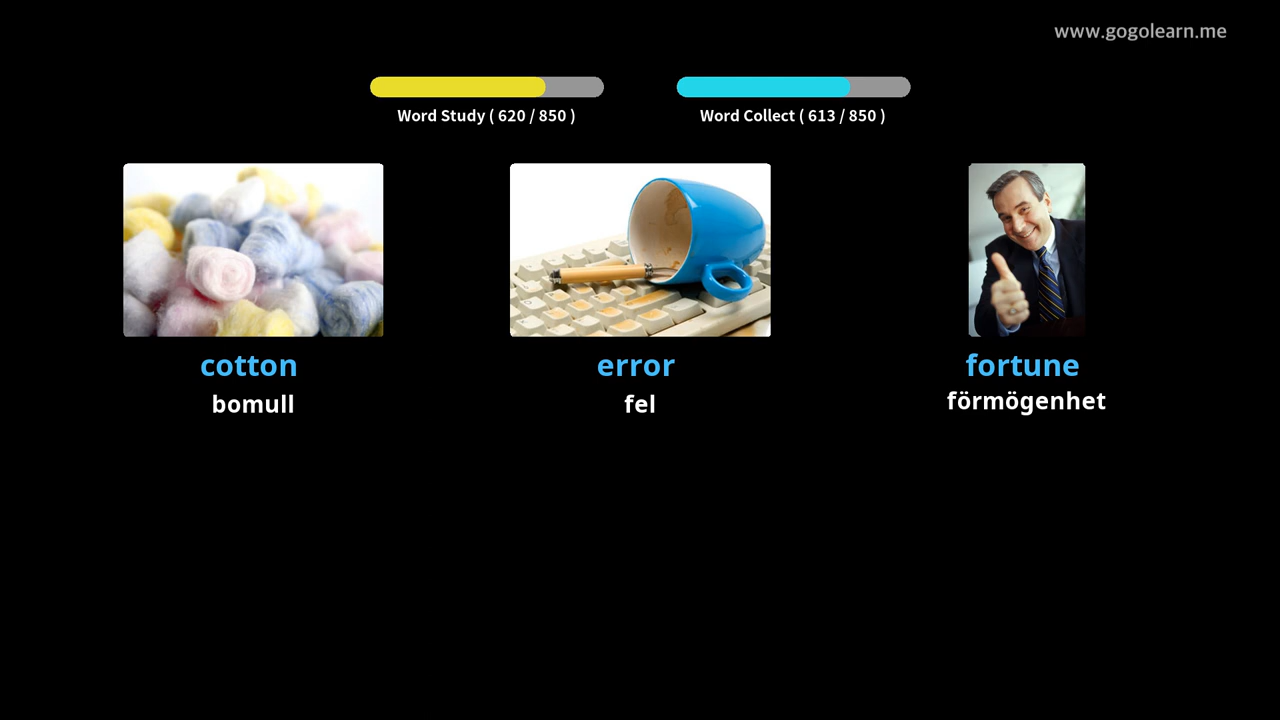 www.gogolearn.me
Word Study ( 620 / 850 )
Word Collect ( 613 / 850 )
cotton
bomull
error
fel
fortune
förmögenhet